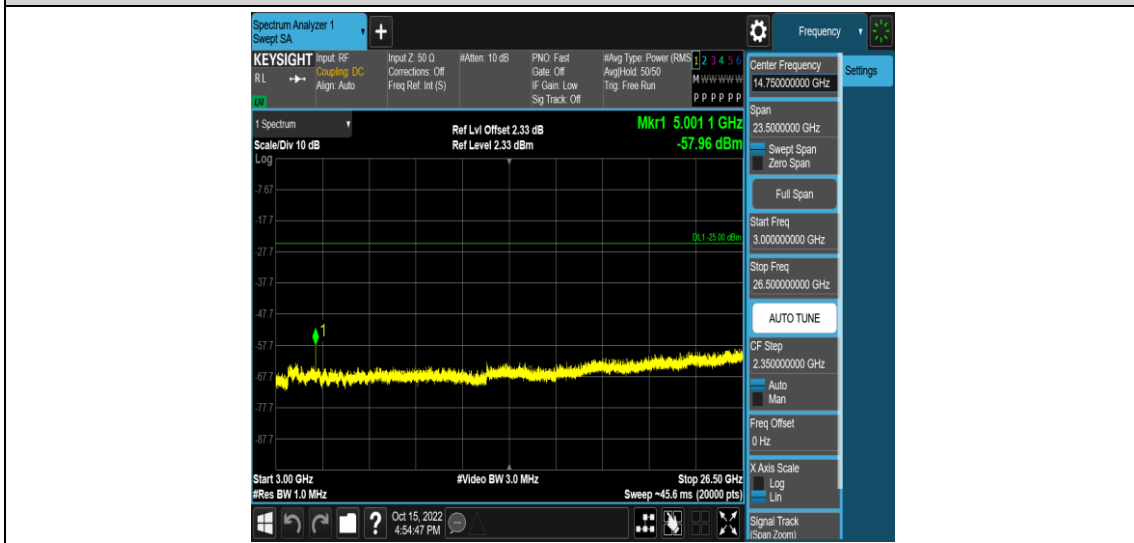 Spectrum Analyzer 1
Swept SA
+
Frequency
KEYSIGHT
RL
Input: RF
Coupling: DC
Align: Auto
Input Z: 50 Ω
Corrections: Off
Freq Ref: Int (S)
#Atten: 10 dB
PNO: Fast
Gate: Off
IF Gain: Low
Sig Track: Off
#Avg Type: Power (RMS
Avg|Hold: 50/50
Trig: Free Run
1 2 3 4 5 6
M W W W W W
P P P P P P
1 Spectrum
Scale/Div 10 dB
Log
Ref Lvl Offset 2.33 dB
Ref Level 2.33 dBm
Mkr1 5.001 1 GHz
-57.96 dBm
-7.67
-17.7
DL1 -25.00 dBm
-27.7
-37.7
-47.7
1
-57.7
-67.7
-77.7
-87.7
Start 3.00 GHz
#Res BW 1.0 MHz
#Video BW 3.0 MHz
Stop 26.50 GHz
Sweep ~45.6 ms (20000 pts)
?
Oct 15, 2022
4:54:47 PM
Center Frequency
14.750000000 GHz
Settings
Span
23.5000000 GHz
Swept Span
Zero Span
Full Span
Start Freq
3.000000000 GHz
Stop Freq
26.500000000 GHz
AUTO TUNE
CF Step
2.350000000 GHz
Auto
Man
Freq Offset
0 Hz
X Axis Scale
Log
Lin
Signal Track
(Span Zoom)